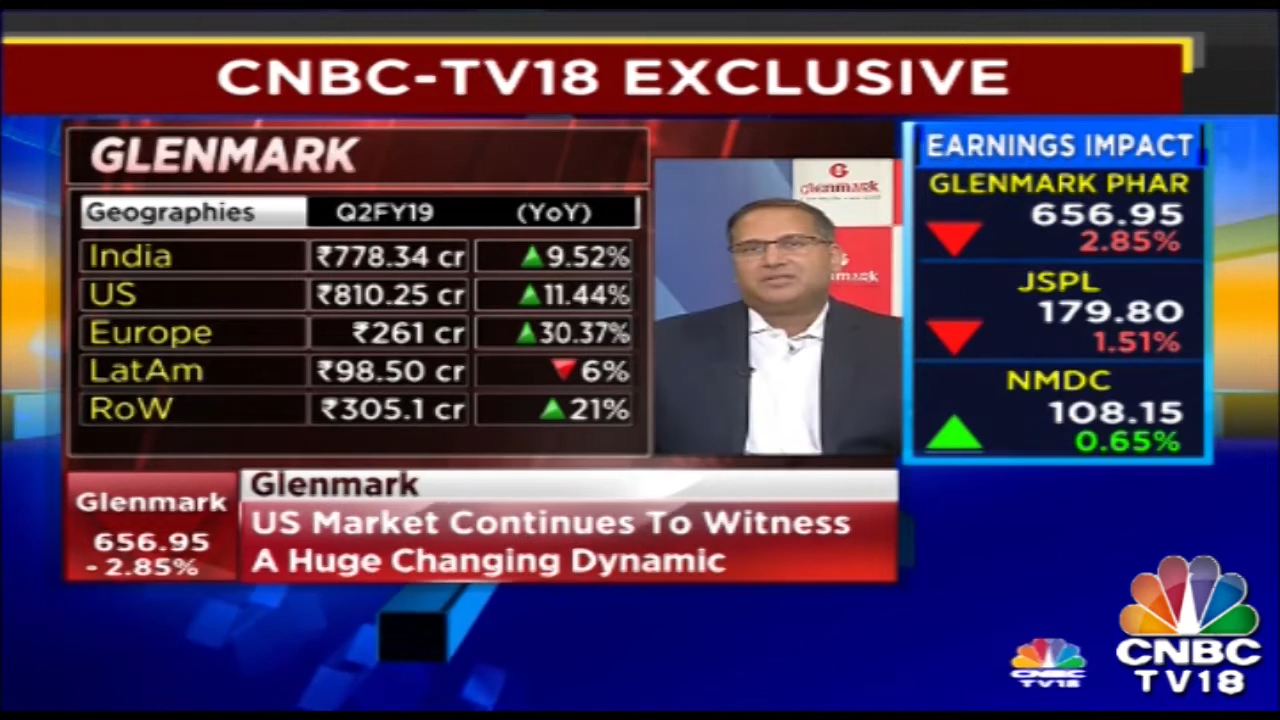 CNBC-TV18 EXCLUSIVE
GLENMARK
Geographies Q2FY19 (YoY)
India ₹778.34 cr 9.52%
US ₹810.25 cr 11.44%
Europe ₹261 cr 30.37%
LatAm ₹98.50 cr 6%
RoW ₹305.1 cr 21%
glenmark
EARNINGS IMPACT
GLENMARK PHAR
656.95
2.85%
JSPL
179.80
1.51%
NMDC
108.15
0.65%
Glenmark
656.95
- 2.85%
Glenmark
US Market Continues To Witness
A Huge Changing Dynamic
CNBC
TV18
CNBC
TV18